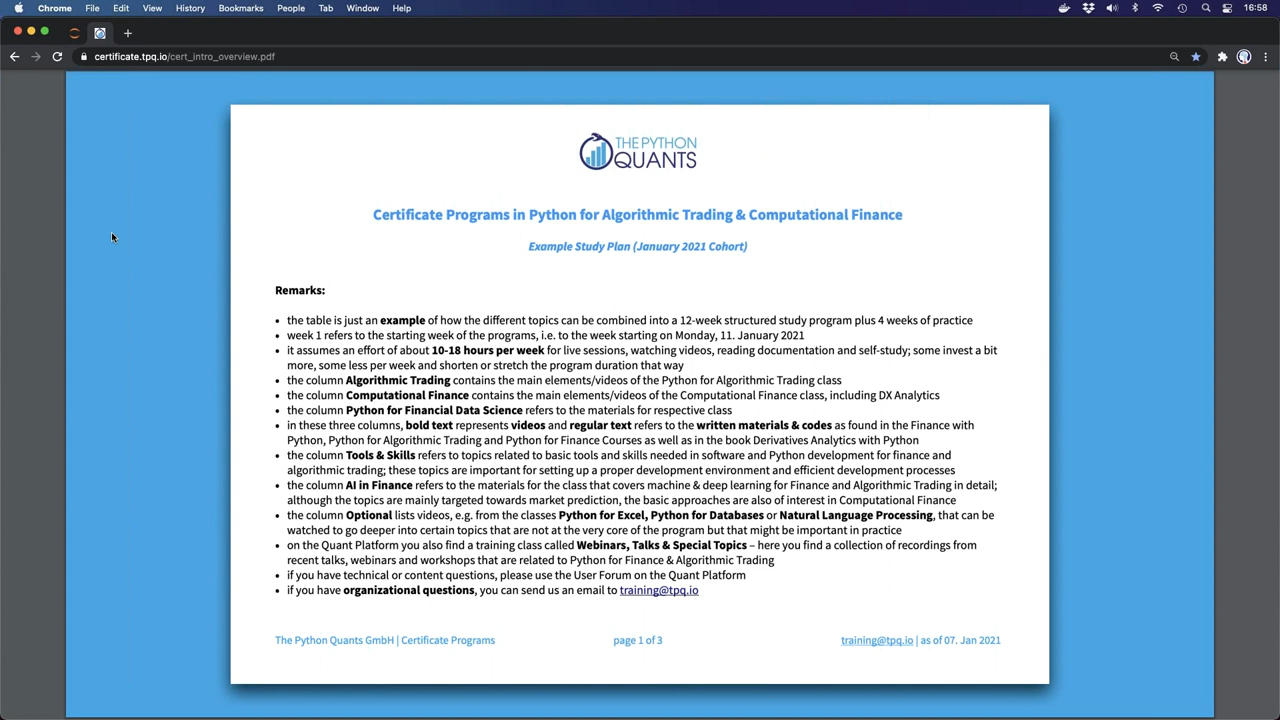 Chrome File Edit View History Bookmarks People Tab Window Help 16:58
certificate.tpq.io/cert_intro_overview.pdf
THE PYTHON
QUANTS
Certificate Programs in Python for Algorithmic Trading & Computational Finance
Example Study Plan (January 2021 Cohort)
Remarks:
• the table is just an example of how the different topics can be combined into a 12-week structured study program plus 4 weeks of practice
• week 1 refers to the starting week of the programs, i.e. to the week starting on Monday, 11. January 2021
• it assumes an effort of about 10-18 hours per week for live sessions, watching videos, reading documentation and self-study; some invest a bit
more, some less per week and shorten or stretch the program duration that way
• the column Algorithmic Trading contains the main elements/videos of the Python for Algorithmic Trading class
• the column Computational Finance contains the main elements/videos of the Computational Finance class, including DX Analytics
• the column Python for Financial Data Science refers to the materials for respective class
• in these three columns, bold text represents videos and regular text refers to the written materials & codes as found in the Finance with
Python, Python for Algorithmic Trading and Python for Finance Courses as well as in the book Derivatives Analytics with Python
• the column Tools & Skills refers to topics related to basic tools and skills needed in software and Python development for finance and
algorithmic trading; these topics are important for setting up a proper development environment and efficient development processes
• the column AI in Finance refers to the materials for the class that covers machine & deep learning for Finance and Algorithmic Trading in detail;
although the topics are mainly targeted towards market prediction, the basic approaches are also of interest in Computational Finance
• the column Optional lists videos, e.g. from the classes Python for Excel, Python for Databases or Natural Language Processing, that can be
watched to go deeper into certain topics that are not at the very core of the program but that might be important in practice
• on the Quant Platform you also find a training class called Webinars, Talks & Special Topics – here you find a collection of recordings from
recent talks, webinars and workshops that are related to Python for Finance & Algorithmic Trading
• if you have technical or content questions, please use the User Forum on the Quant Platform
• if you have organizational questions, you can send us an email to training@tpq.io
The Python Quants GmbH | Certificate Programs page 1 of 3 training@tpq.io | as of 07. Jan 2021